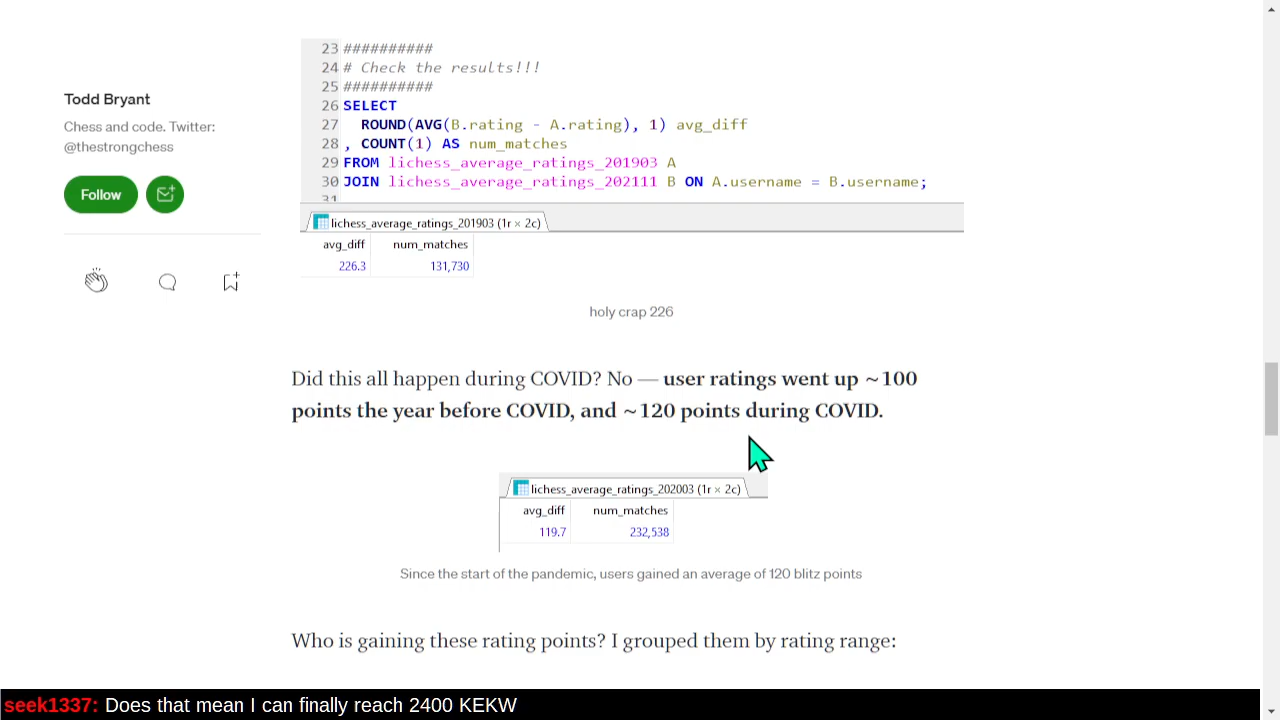 23 ##########
24 # Check the results!!!
25 ##########
26 SELECT
27 ROUND(AVG(B.rating - A.rating), 1) avg_diff
28 , COUNT(1) AS num_matches
29 FROM lichess_average_ratings_201903 A
30 JOIN lichess_average_ratings_202111 B ON A.username = B.username;
31
Todd Bryant
Chess and code. Twitter:
@thestrongchess
Follow
lichess_average_ratings_201903 (1r × 2c)
avg_diff num_matches
226.3 131,730
holy crap 226
Did this all happen during COVID? No — user ratings went up ~100
points the year before COVID, and ~120 points during COVID.
lichess_average_ratings_202003 (1r × 2c)
avg_diff num_matches
119.7 232,538
Since the start of the pandemic, users gained an average of 120 blitz points
Who is gaining these rating points? I grouped them by rating range:
seek1337: Does that mean I can finally reach 2400 KEKW